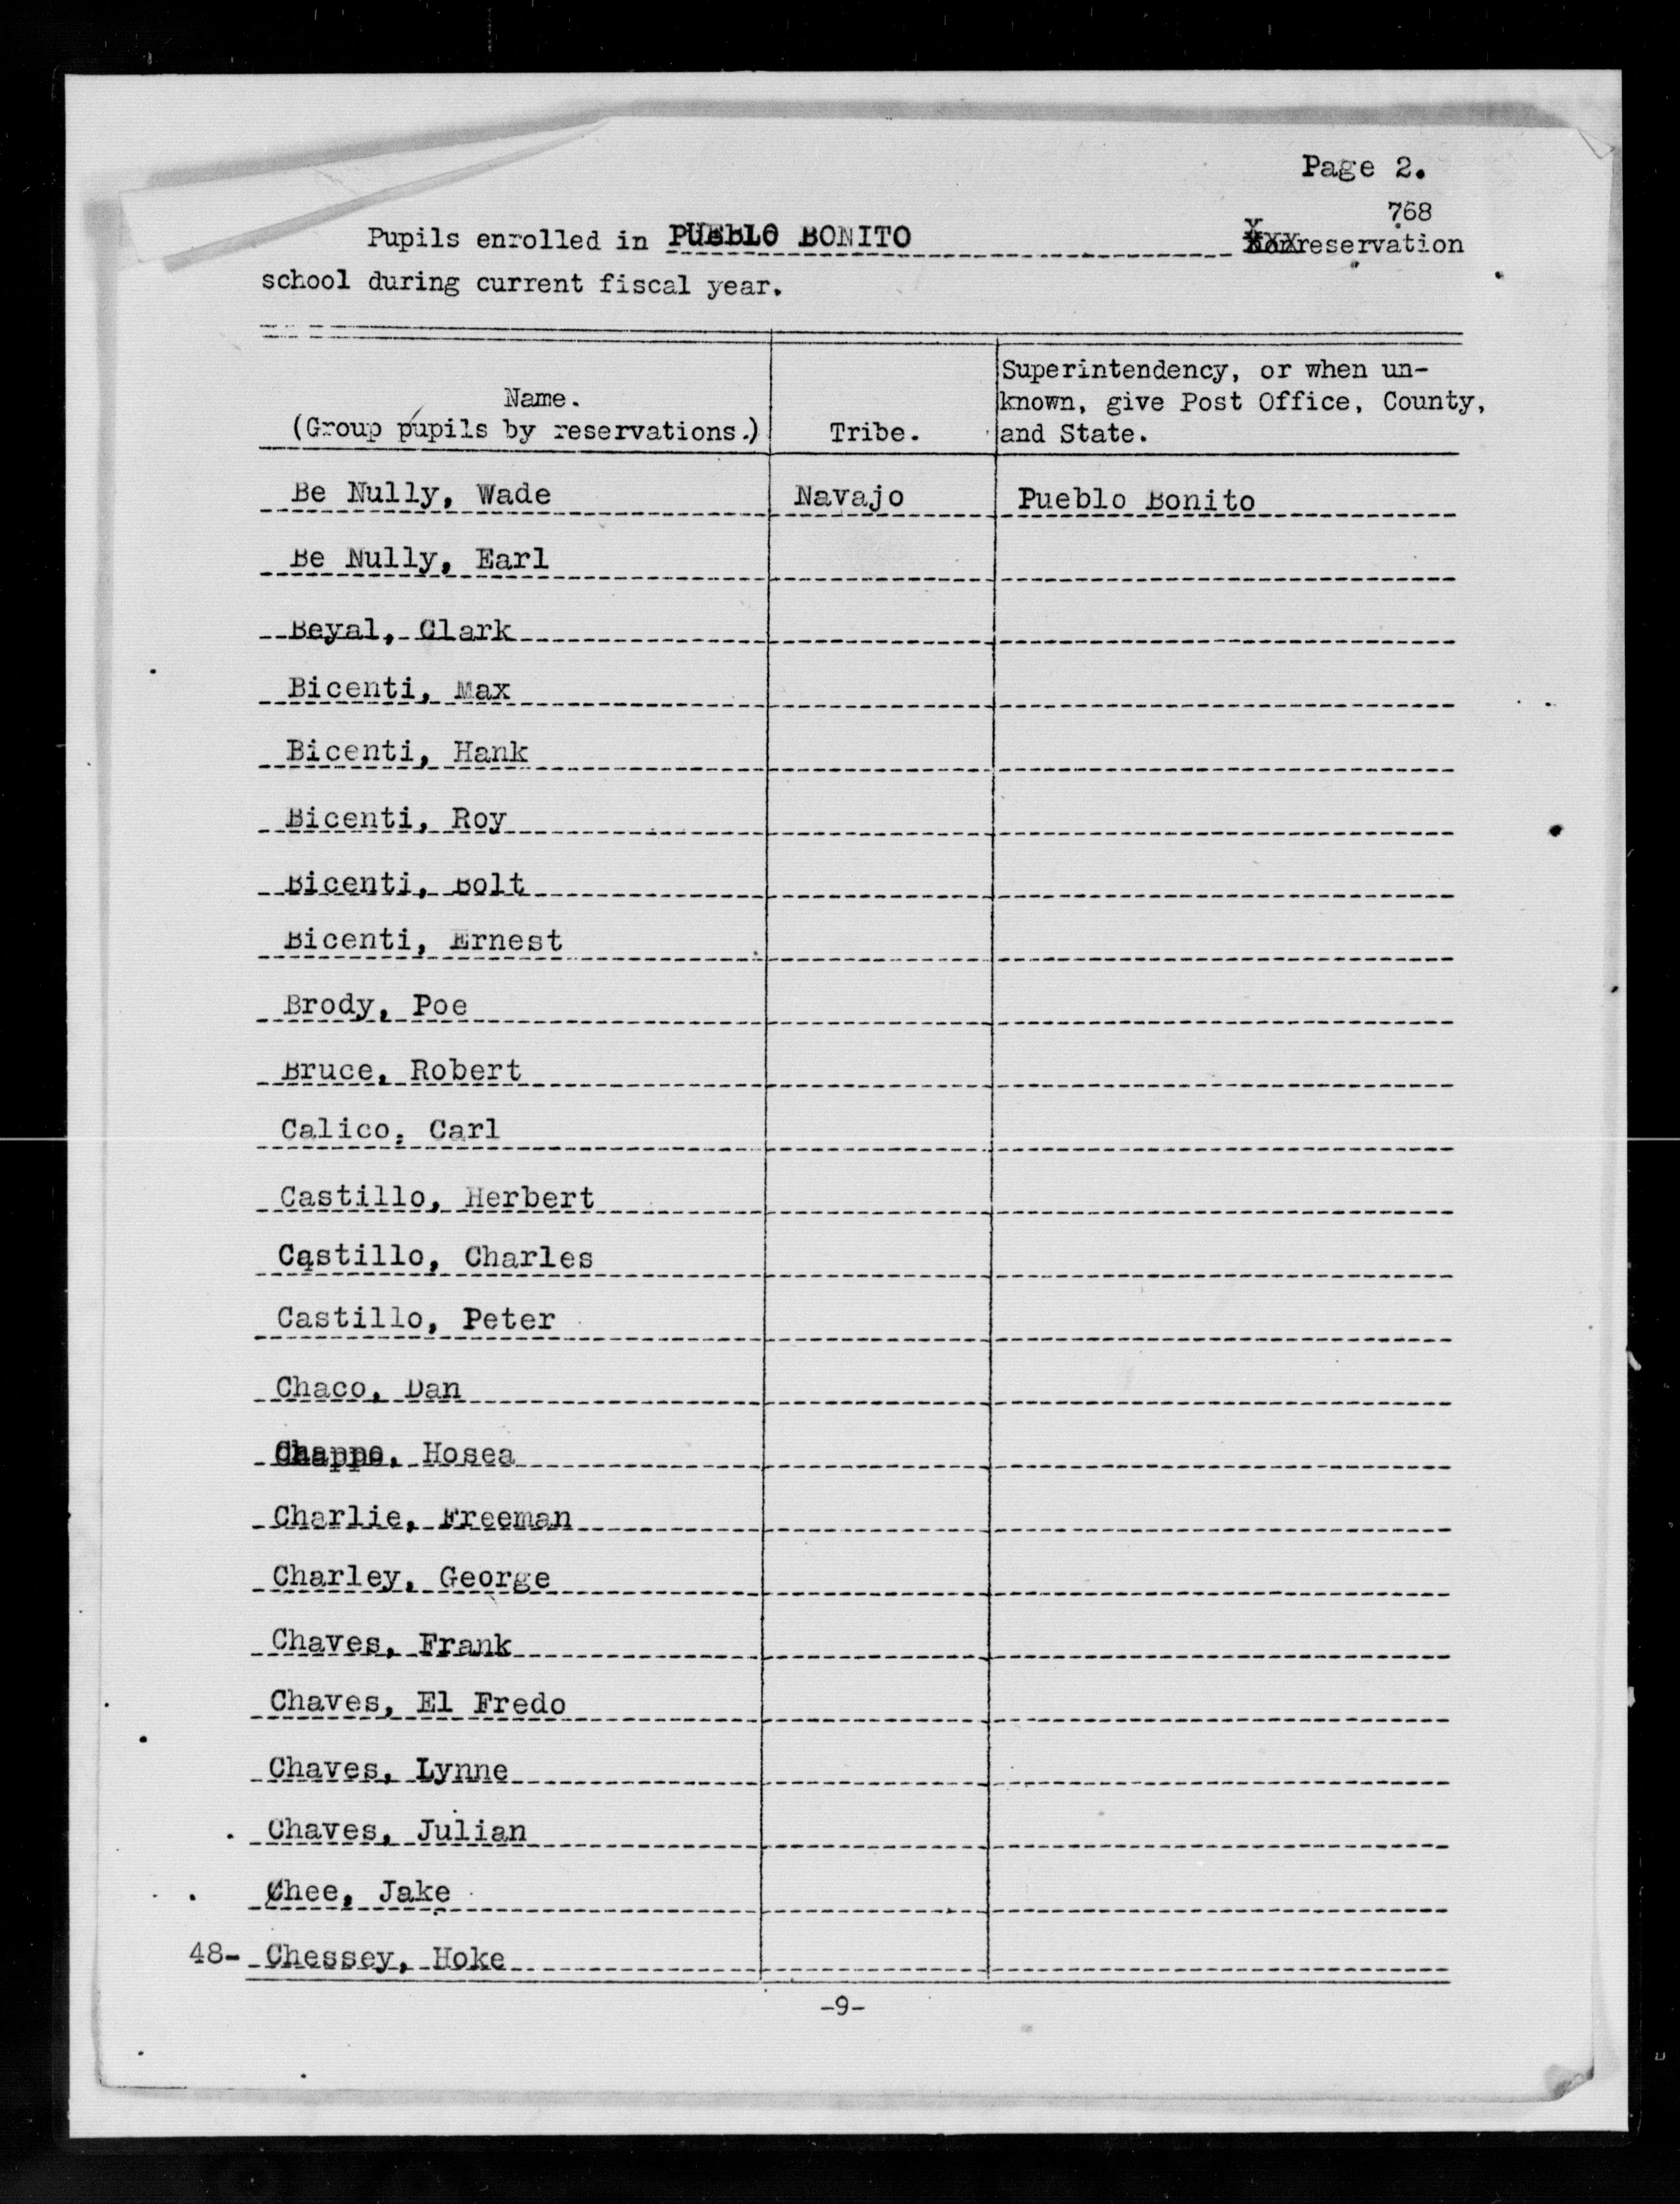 Page 2.
768
Pupils enrolled in PUEBLO BONITO reservation
school during current fiscal year.
Name.
(Group pupils by reservations.)
Tribe.
Superintendency, or when un-
known, give Post Office, County,
and State.
Be Nully, Wade Navajo Pueblo Bonito
Be Nully, Earl
Beyal, Clark
Bicenti, Max
Bicenti, Hank
Bicenti, Roy
Bicenti, Bolt
Bicenti, Ernest
Brody, Poe
Bruce, Robert
Calico, Carl
Castillo, Herbert
Castillo, Charles
Castillo, Peter
Chaco, Dan
Chappo, Hosea
Charlie, Freeman
Charley, George
Chaves, Frank
Chaves, El Fredo
Chaves, Lynne
Chaves, Julian
Chee, Jake
48- Chessey, Hoke
-9-